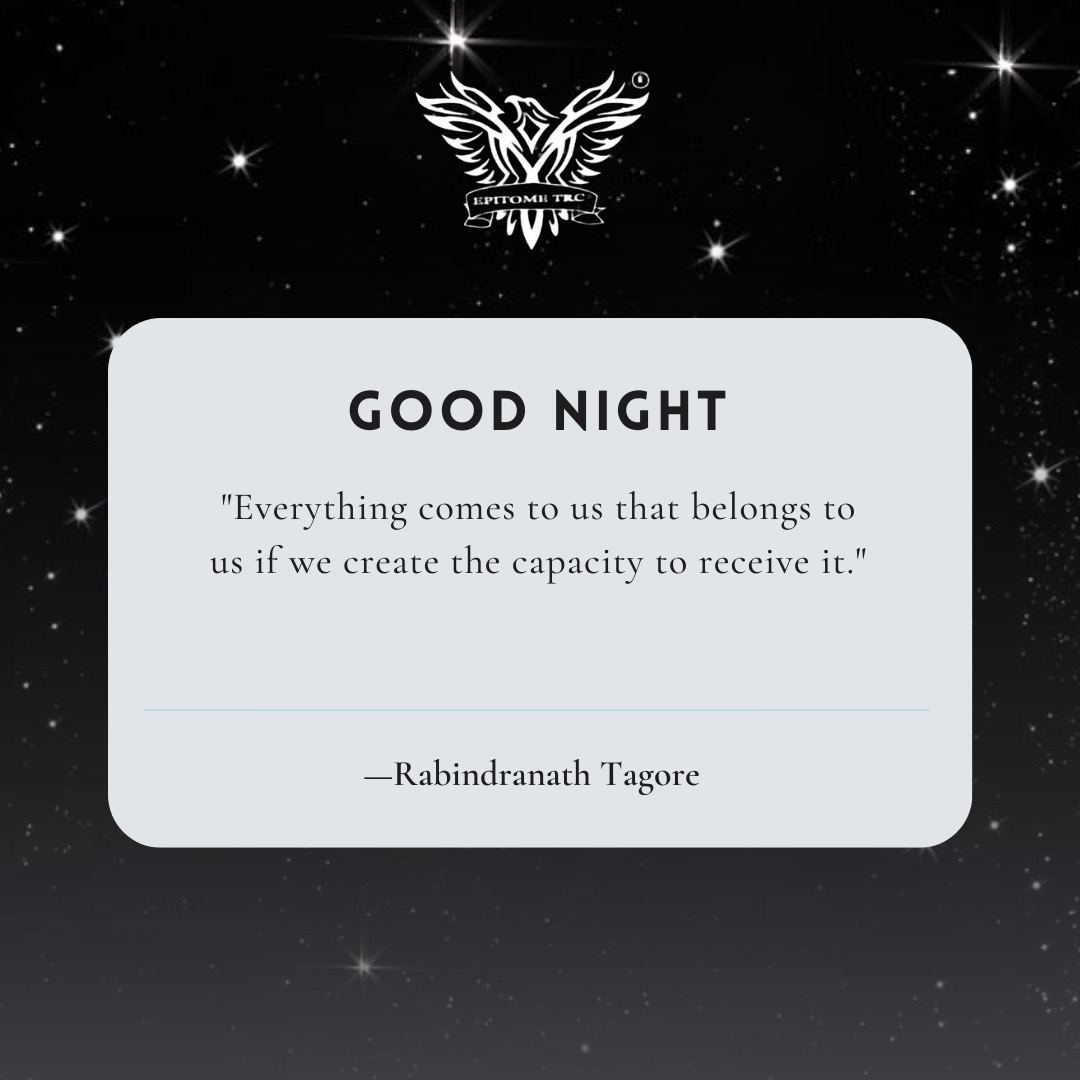 EPITOME TRC
GOOD NIGHT
"Everything comes to us that belongs to
us if we create the capacity to receive it."
—Rabindranath Tagore